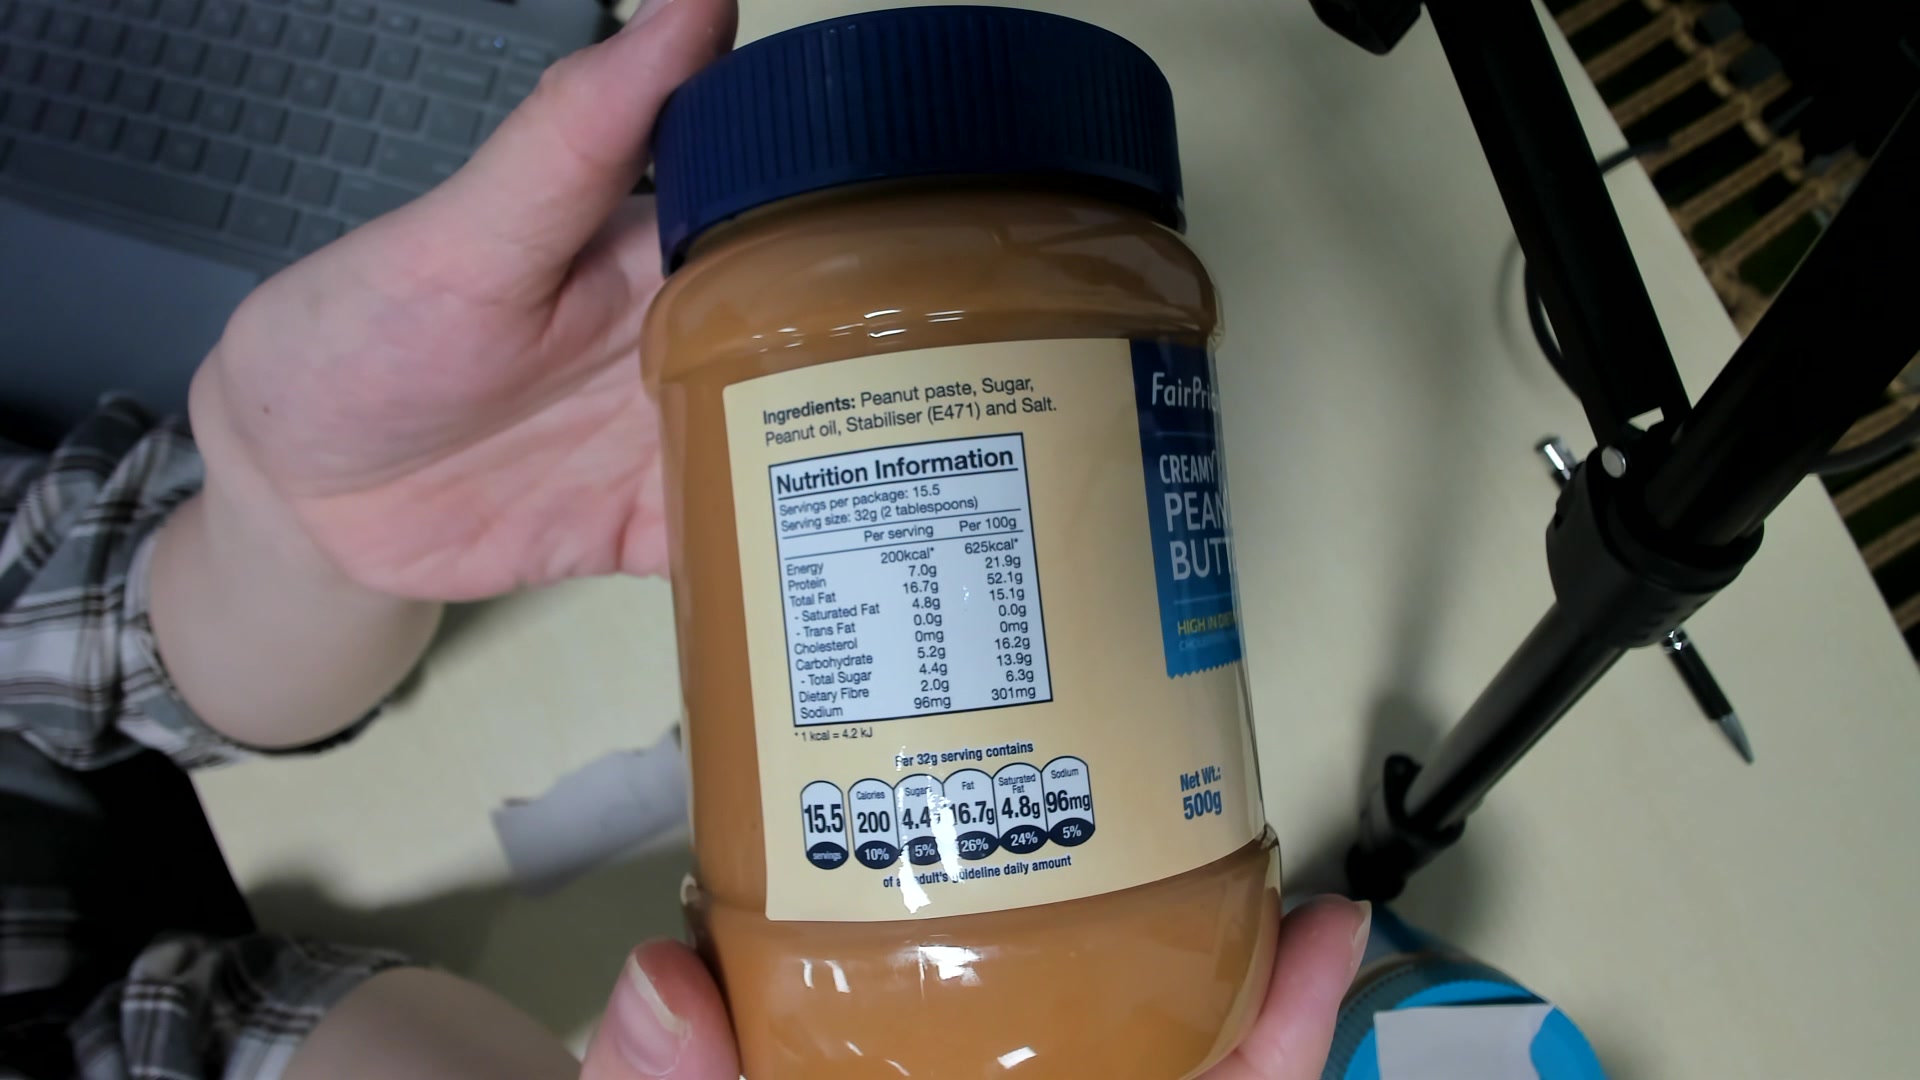 Ingredients: Peanut paste, Sugar,
Peanut oil, Stabiliser (E471) and Salt.
Nutrition Information
Servings per package: 15.5
Serving size: 32g (2 tablespoons)
Per serving Per 100g
Energy 200kcal* 625kcal*
Protein 7.0g 21.9g
Total Fat 16.7g 52.1g
- Saturated Fat 4.8g 15.1g
- Trans Fat 0.0g 0.0g
Cholesterol 0mg 0mg
Carbohydrate 5.2g 16.2g
- Total Sugar 4.4g 13.9g
Dietary Fibre 2.0g 6.3g
Sodium 96mg 301mg
* 1 kcal = 4.2 kJ
Per 32g serving contains
Calories Sugar Fat Saturated Fat Sodium
15.5 200 4.4 16.7g 4.8g 96mg
servings 10% 5% 26% 24% 5%
of adult's guideline daily amount
FairPri
CREAMY
PEAN
BUTT
HIGH IN
Net Wt.:
500g